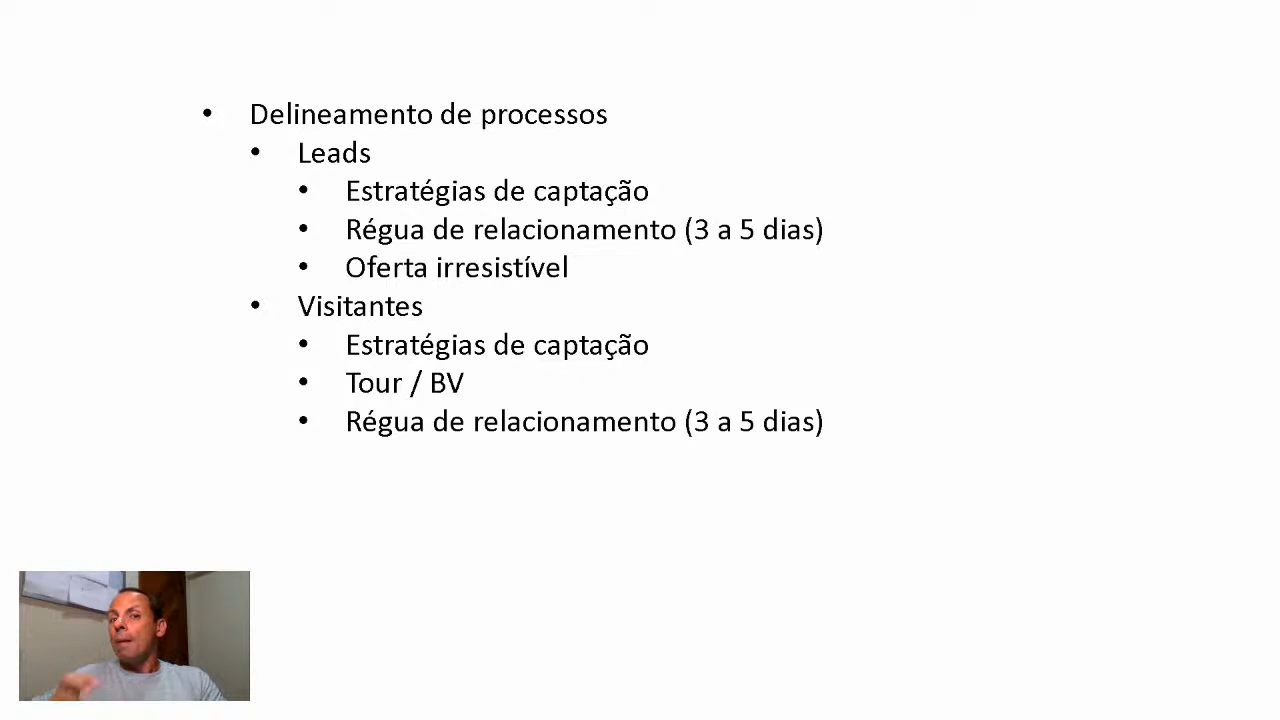 Delineamento de processos
Leads
Estratégias de captação
Régua de relacionamento (3 a 5 dias)
Oferta irresistível
Visitantes
Estratégias de captação
Tour / BV
Régua de relacionamento (3 a 5 dias)